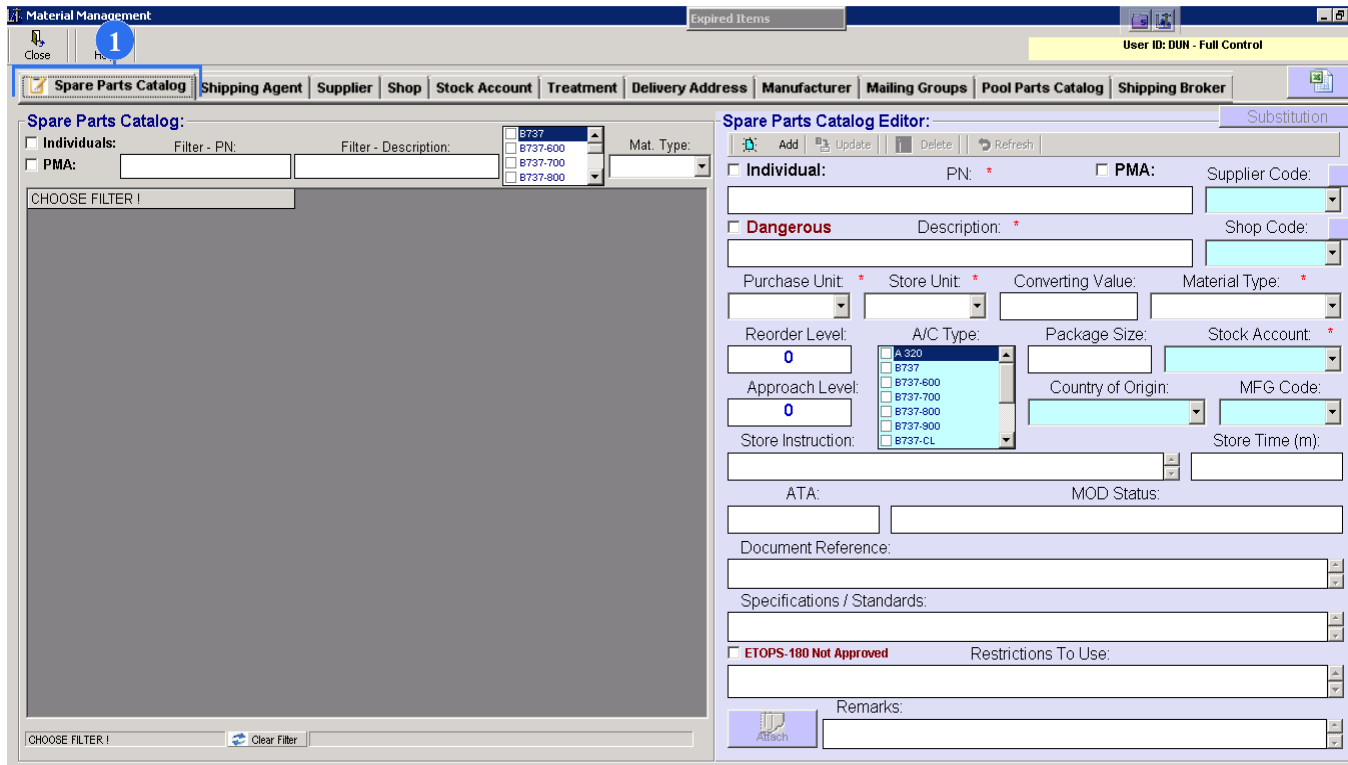 Material Management
Expired Items
Close
1
User ID: DUN - Full Control
Spare Parts Catalog
Shipping Agent
Supplier
Shop
Stock Account
Treatment
Delivery Address
Manufacturer
Mailing Groups
Pool Parts Catalog
Shipping Broker
Spare Parts Catalog:
Individuals:
Filter - PN:
Filter - Description:
B737
B737-600
B737-700
B737-800
Mat. Type:
PMA:
CHOOSE FILTER !
CHOOSE FILTER !
Clear Filter
Spare Parts Catalog Editor:
Substitution
Add
Update
Delete
Refresh
Individual:
PN: *
PMA:
Supplier Code:
Dangerous
Description: *
Shop Code:
Purchase Unit: *
Store Unit: *
Converting Value:
Material Type: *
Reorder Level:
A/C Type:
Package Size:
Stock Account: *
0
A 320
B737
B737-600
B737-700
B737-800
B737-900
B737-CL
Approach Level:
Country of Origin:
MFG Code:
0
Store Instruction:
Store Time (m):
ATA:
MOD Status:
Document Reference:
Specifications / Standards:
ETOPS-180 Not Approved
Restrictions To Use:
Attach
Remarks: